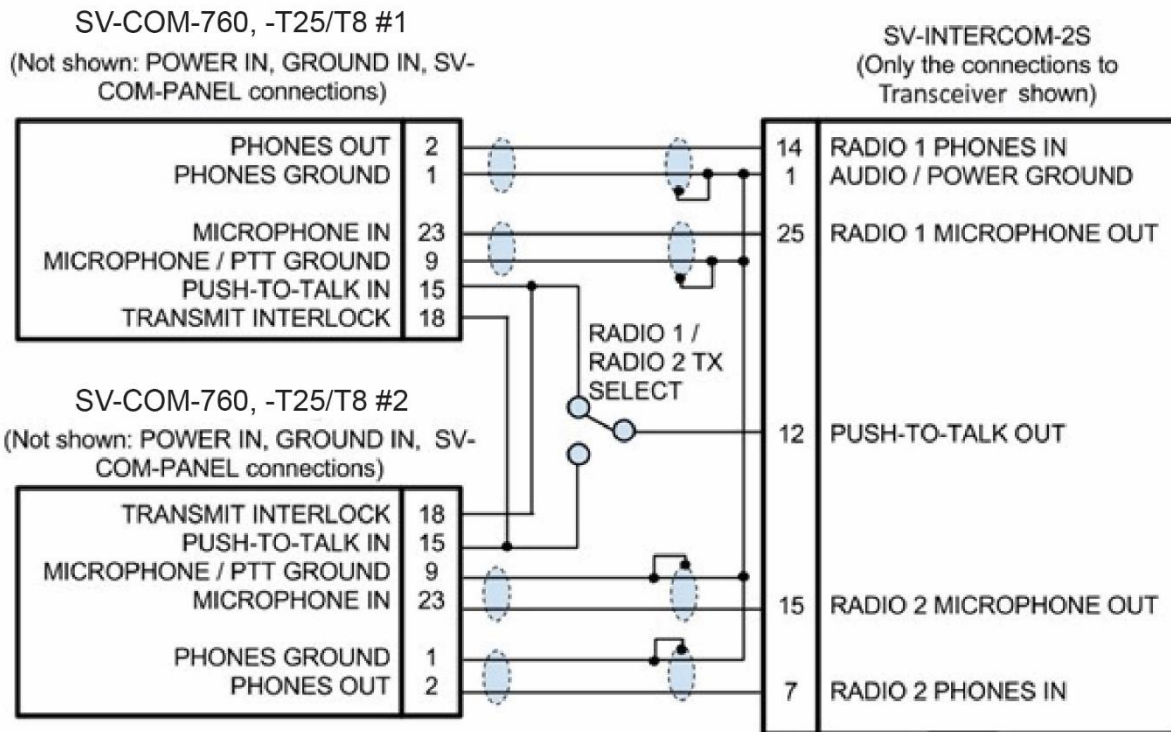 SV-COM-760, -T25/T8 #1
(Not shown: POWER IN, GROUND IN, SV-
COM-PANEL connections)
PHONES OUT 2
PHONES GROUND 1
MICROPHONE IN 23
MICROPHONE / PTT GROUND 9
PUSH-TO-TALK IN 15
TRANSMIT INTERLOCK 18
SV-COM-760, -T25/T8 #2
(Not shown: POWER IN, GROUND IN, SV-
COM-PANEL connections)
TRANSMIT INTERLOCK 18
PUSH-TO-TALK IN 15
MICROPHONE / PTT GROUND 9
MICROPHONE IN 23
PHONES GROUND 1
PHONES OUT 2
RADIO 1 /
RADIO 2 TX
SELECT
SV-INTERCOM-2S
(Only the connections to
Transceiver shown)
14 RADIO 1 PHONES IN
1 AUDIO / POWER GROUND
25 RADIO 1 MICROPHONE OUT
12 PUSH-TO-TALK OUT
15 RADIO 2 MICROPHONE OUT
7 RADIO 2 PHONES IN